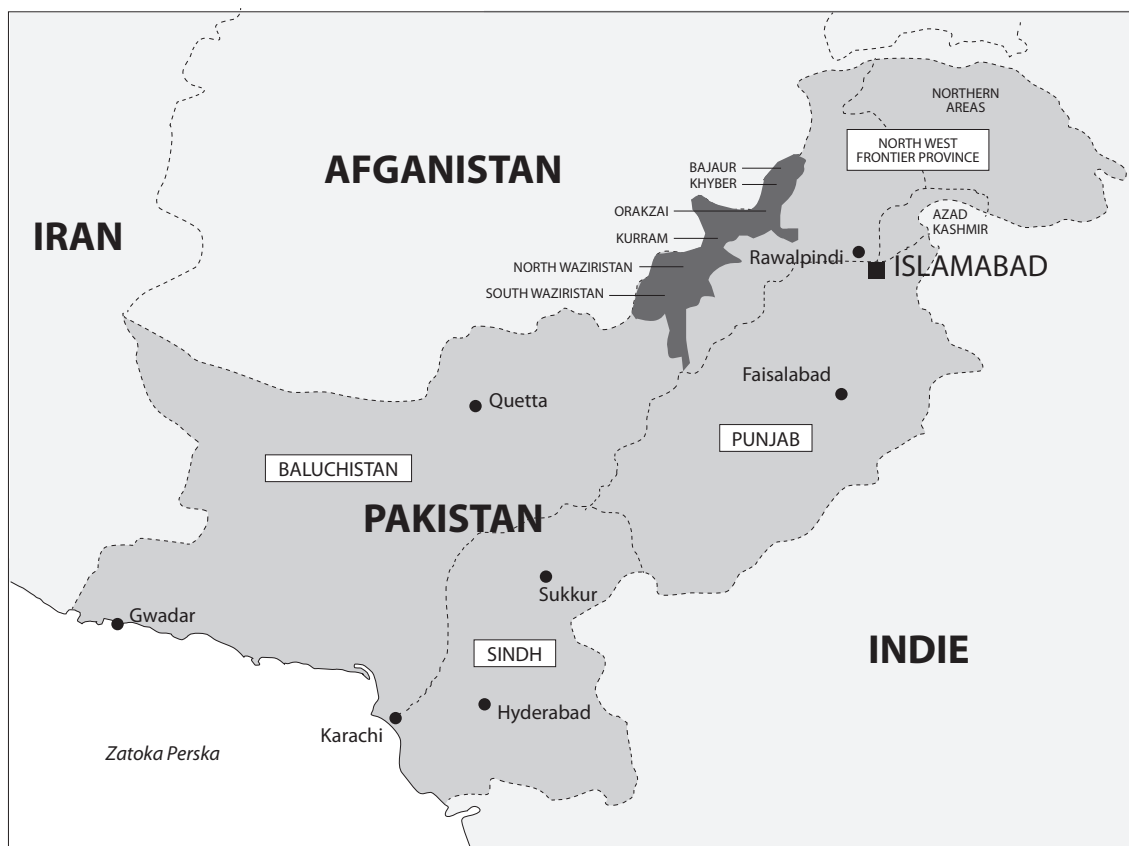 NORTHERN
AREAS
NORTH WEST
FRONTIER PROVINCE
AFGANISTAN
BAJAUR
KHYBER
ORAKZAI
AZAD
KASHMIR
IRAN
KURRAM
Rawalpindi
ISLAMABAD
NORTH WAZIRISTAN
SOUTH WAZIRISTAN
Faisalabad
Quetta
PUNJAB
BALUCHISTAN
PAKISTAN
Sukkur
Gwadar
SINDH
INDIE
Hyderabad
Karachi
Zatoka Perska